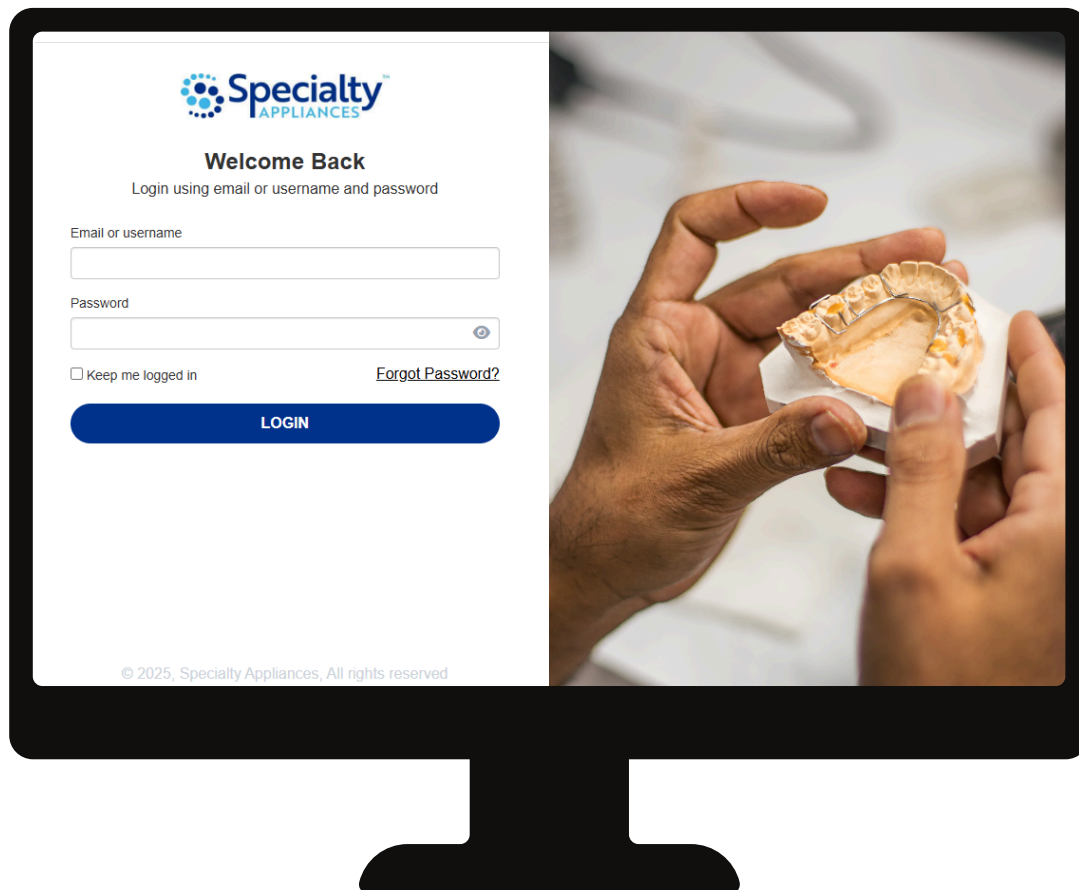 Specialty
APPLIANCES
Welcome Back
Login using email or username and password
Email or username
Password
Keep me logged in
Forgot Password?
LOGIN
© 2025, Specialty Appliances, All rights reserved